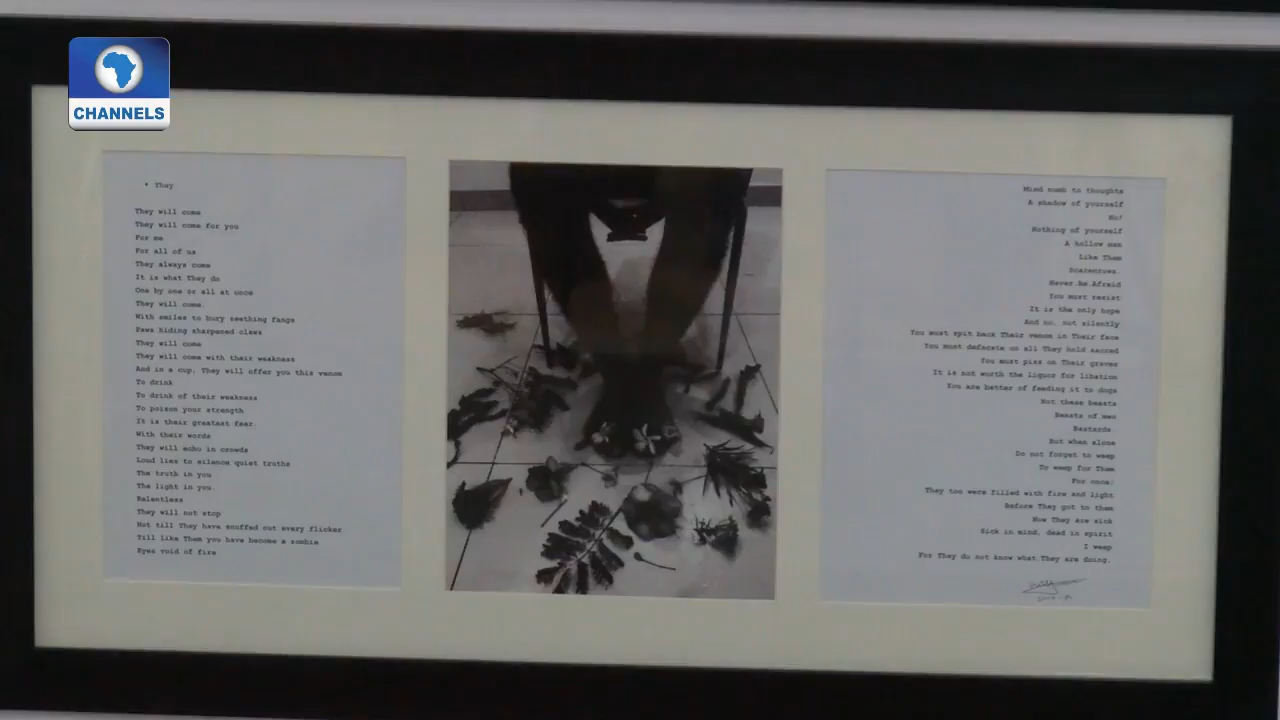 CHANNELS
• They
They will come
They will come for you
For me
For all of us
They always come
It is what They do
One by one or all at once
They will come.
With smiles to bury seething fangs
Paws hiding sharpened claws
They will come
They will come with their weakness
And in a cup, They will offer you this venom
To drink
To drink of their weakness
To poison your strength
It is their greatest fear.
With their words
They will echo in crowds
Loud lies to silence quiet truths
The truth in you
The light in you.
Relentless
They will not stop
Not till They have snuffed out every flicker
Till like Them you have become a zombie
Eyes void of fire
Mind numb to thoughts
A shadow of yourself
No!
Nothing of yourself
A hollow man
Like Them
Scarecrows.
Never.Be.Afraid
You must resist
It is the only hope
And no, not silently
You must spit back Their venom in Their face
You must defecate on all They hold sacred
You must piss on Their graves
It is not worth the liquor for libation
You are better of feeding it to dogs
Not these beasts
Beasts of men
Bastards.
But when alone
Do not forget to weep
To weep for Them
For once;
They too were filled with fire and light
Before They got to them
Now They are sick
Sick in mind, dead in spirit
I weep
For They do not know what They are doing.